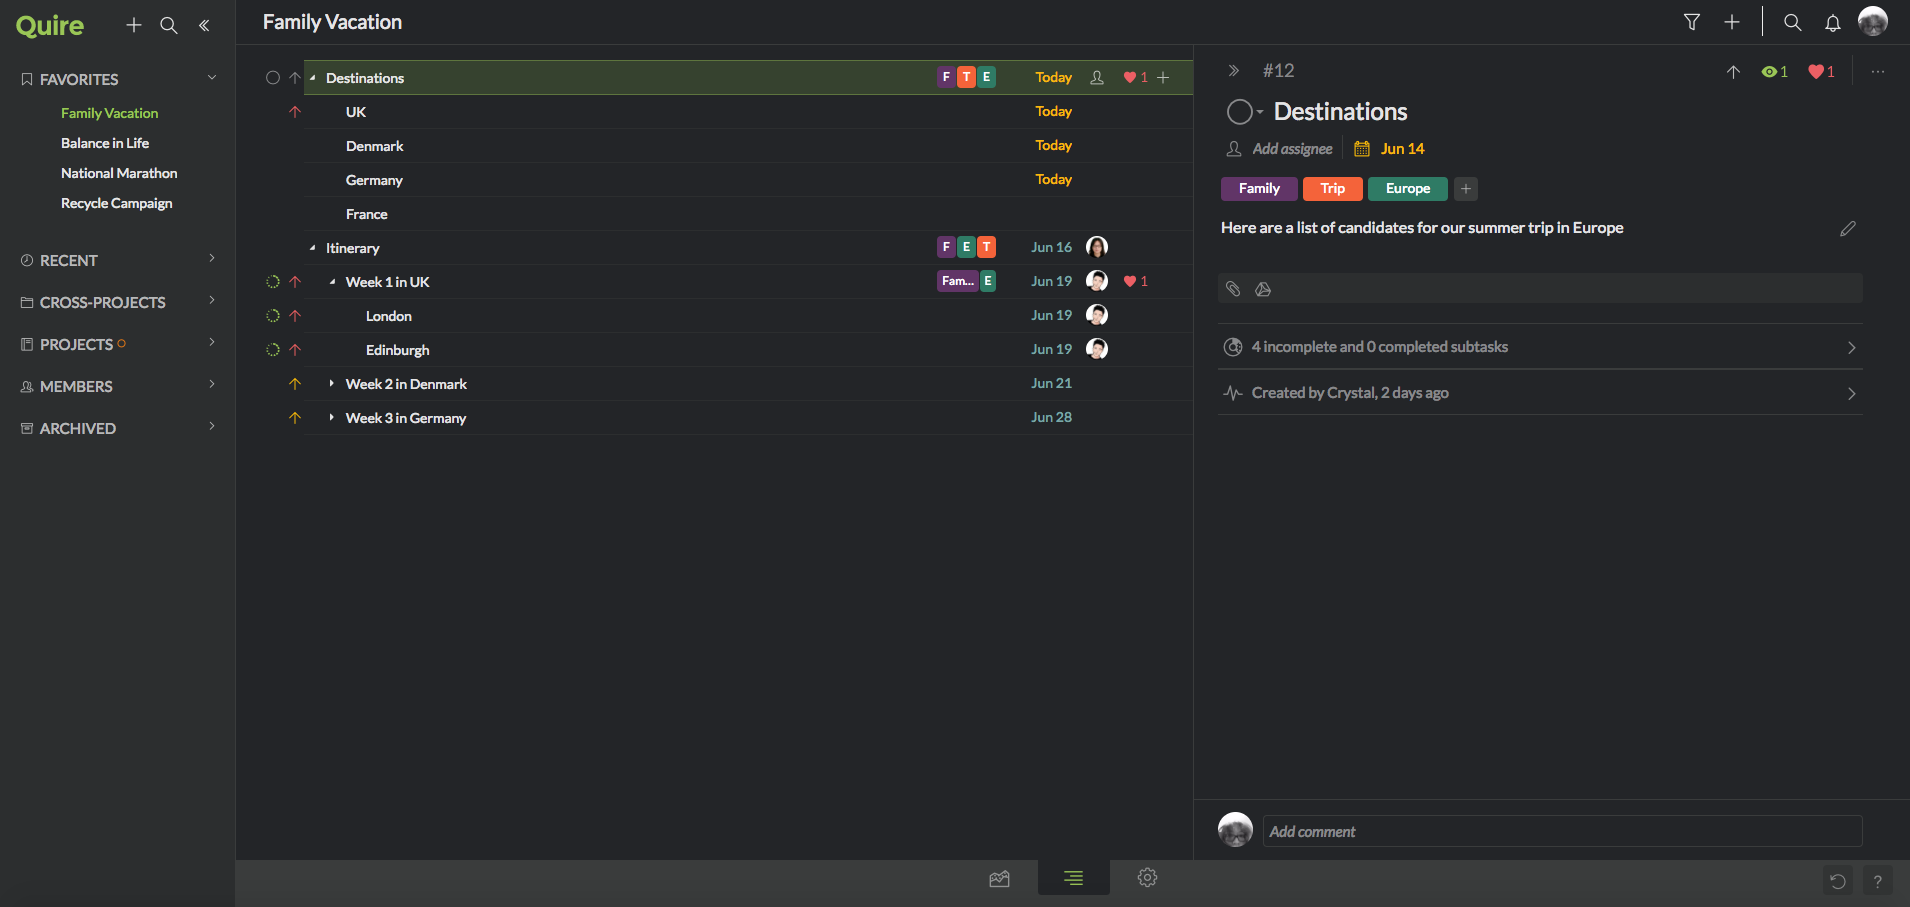 Quire
FAVORITES
Family Vacation
Balance in Life
National Marathon
Recycle Campaign
RECENT
CROSS-PROJECTS
PROJECTS
MEMBERS
ARCHIVED
Family Vacation
Destinations F T E Today 1
UK Today
Denmark Today
Germany Today
France
Itinerary F E T Jun 16
Week 1 in UK Fam... E Jun 19 1
London Jun 19
Edinburgh Jun 19
Week 2 in Denmark Jun 21
Week 3 in Germany Jun 28
#12 1 1
Destinations
Add assignee Jun 14
Family Trip Europe
Here are a list of candidates for our summer trip in Europe
4 incomplete and 0 completed subtasks
Created by Crystal, 2 days ago
Add comment
?